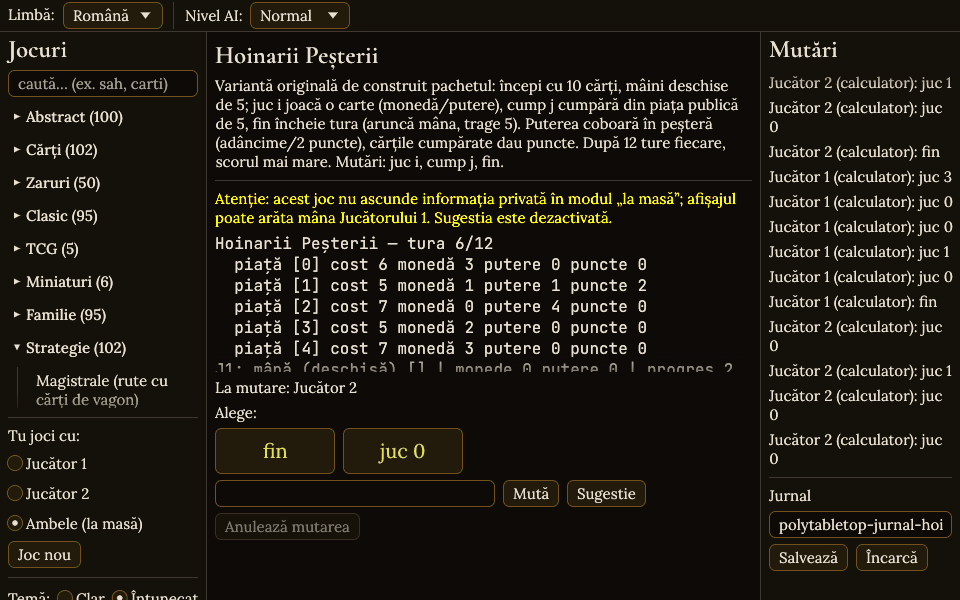 Limbă: Română ▼ Nivel AI: Normal ▼
Jocuri
caută... (ex. sah, carti)
▸ Abstract (100)
▸ Cărți (102)
▸ Zaruri (50)
▸ Clasic (95)
▸ TCG (5)
▸ Miniaturi (6)
▸ Familie (95)
▾ Strategie (102)
Magistrale (rute cu
cărți de vagon)
Tu joci cu:
Jucător 1
Jucător 2
Ambele (la masă)
Joc nou
Temă: Clar Întunecat
Hoinarii Peșterii
Variantă originală de construit pachetul: începi cu 10 cărți, mâini deschise
de 5; juc i joacă o carte (monedă/putere), cump j cumpără din piața publică
de 5, fin încheie tura (aruncă mâna, trage 5). Puterea coboară în peșteră
(adâncime/2 puncte), cărțile cumpărate dau puncte. După 12 ture fiecare,
scorul mai mare. Mutări: juc i, cump j, fin.
Atenție: acest joc nu ascunde informația privată în modul „la masă”; afișajul
poate arăta mâna Jucătorului 1. Sugestia este dezactivată.
Hoinarii Peșterii — tura 6/12
piață [0] cost 6 monedă 3 putere 0 puncte 0
piață [1] cost 5 monedă 1 putere 1 puncte 2
piață [2] cost 7 monedă 0 putere 4 puncte 0
piață [3] cost 5 monedă 2 putere 0 puncte 0
piață [4] cost 7 monedă 3 putere 0 puncte 0
J1: mână (deschisă) [] | monede 0 putere 0 | progres 2
La mutare: Jucător 2
Alege:
fin juc 0
Mută Sugestie
Anulează mutarea
Mutări
Jucător 2 (calculator): juc 1
Jucător 2 (calculator): juc
0
Jucător 2 (calculator): fin
Jucător 1 (calculator): juc 3
Jucător 1 (calculator): juc 0
Jucător 1 (calculator): juc 0
Jucător 1 (calculator): juc 1
Jucător 1 (calculator): juc 0
Jucător 1 (calculator): fin
Jucător 2 (calculator): juc
0
Jucător 2 (calculator): juc 1
Jucător 2 (calculator): juc
0
Jucător 2 (calculator): juc
0
Jurnal
polytabletop-jurnal-hoi
Salvează Încarcă